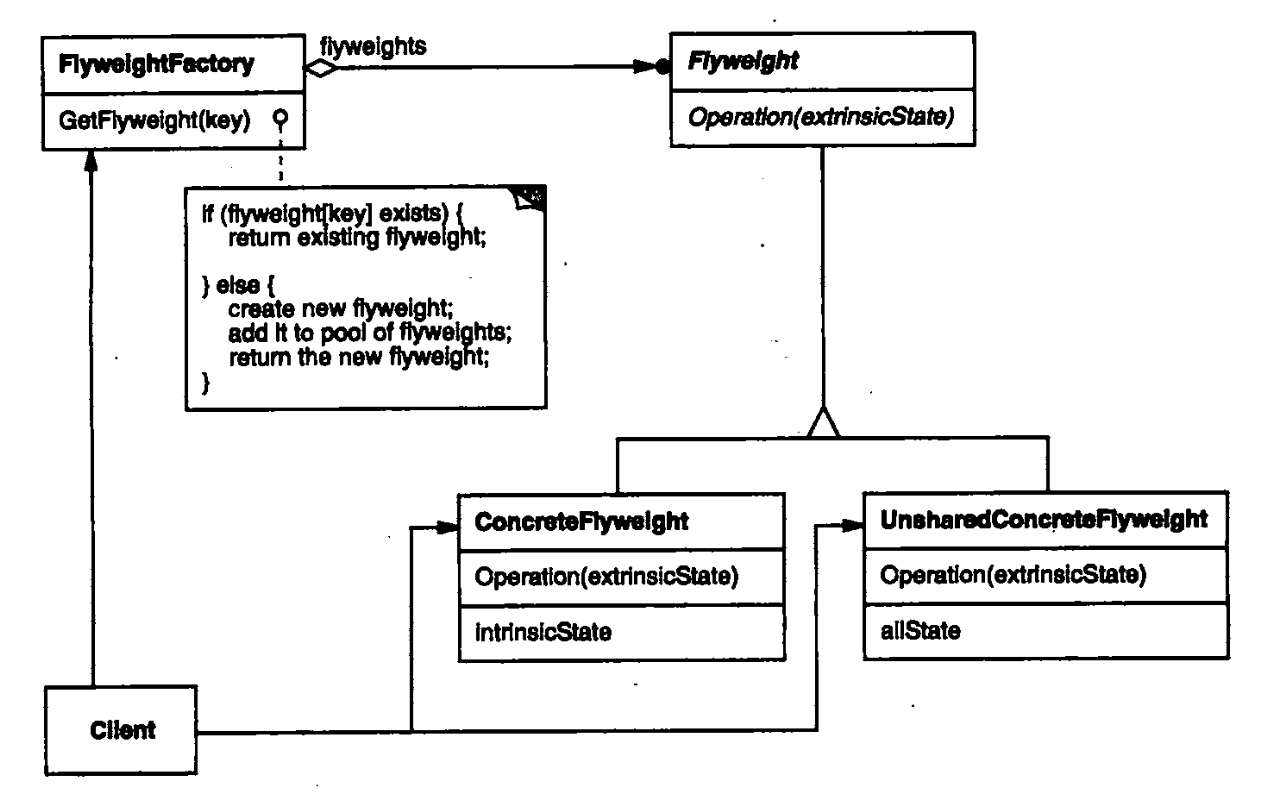 FlyweightFactory
GetFlyweight(key)
flyweights
Flyweight
Operation(extrinsicState)
if (flyweight[key] exists) {
return existing flyweight;
} else {
create new flyweight;
add it to pool of flyweights;
return the new flyweight;
}
ConcreteFlyweight
Operation(extrinsicState)
intrinsicState
UnsharedConcreteFlyweight
Operation(extrinsicState)
allState
Client